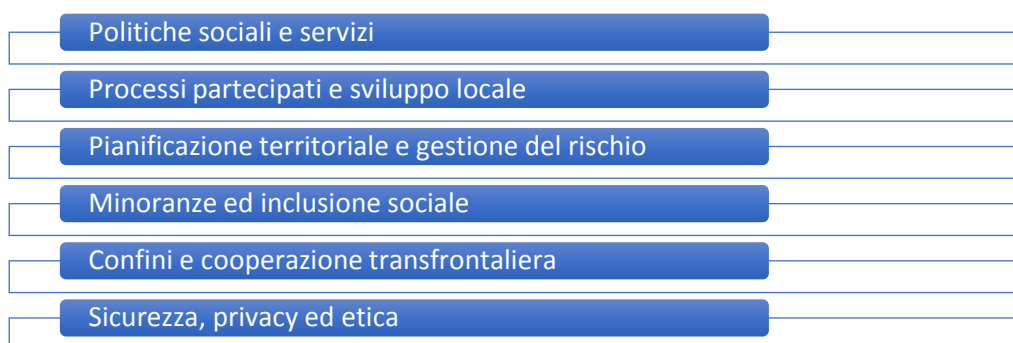 Politiche sociali e servizi
Processi partecipati e sviluppo locale
Pianificazione territoriale e gestione del rischio
Minoranze ed inclusione sociale
Confini e cooperazione transfrontaliera
Sicurezza, privacy ed etica